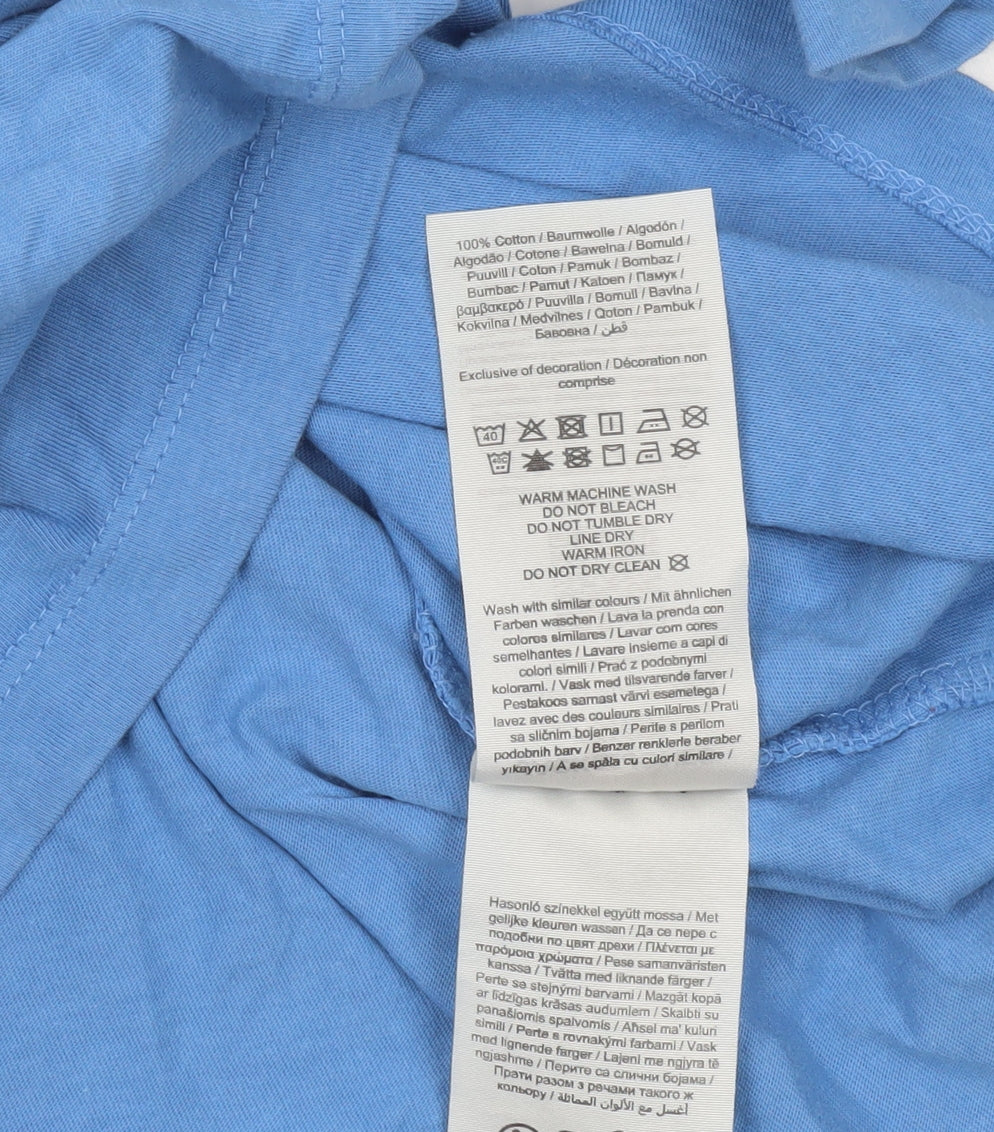 100% Cotton / Baumwolle / Algodón /
Algodão / Cotone / Bawełna / Bomuld /
Puuvill / Coton / Pamuk / Bombaz /
Bumbac / Pamut / Katoen / Памук /
βαμβακερό / Puuvilla / Bomull / Bavlna /
Kokvilna / Medvilnės / Qoton / Pambuk /
Бавовна / قطن
Exclusive of decoration / Décoration non
comprise
40
40C
WARM MACHINE WASH
DO NOT BLEACH
DO NOT TUMBLE DRY
LINE DRY
WARM IRON
DO NOT DRY CLEAN
Wash with similar colours / Mit ähnlichen
Farben waschen / Lava la prenda con
colores similares / Lavar com cores
semelhantes / Lavare insieme a capi di
colori simili / Prać z podobnymi
kolorami. / Vask med tilsvarende farver /
Pestakoos samast värvi esemetega /
lavez avec des couleurs similaires / Prati
sa sličnim bojama / Perite s perilom
podobnih barv / Benzer renklerle beraber
yıkayın / A se spăla cu culori similare /
Hasonló színekkel együtt mossa / Met
gelijke kleuren wassen / Да се пере с
подобни по цвят дрехи / Πλένεται με
παρόμοια χρώματα / Pese samanväristen
kanssa / Tvätta med liknande färger /
Perte se stejnými barvami / Mazgāt kopā
ar līdzīgas krāsas audumiem / Skalbti su
panašiomis spalvomis / Aħsel ma' kuluri
simili / Perte s rovnakými farbami / Vask
med lignende farger / Lajeni me ngjyra të
ngjashme / Перите са слични бојама /
Прати разом з речами такого ж
кольору / أغسل مع الألوان المماثلة